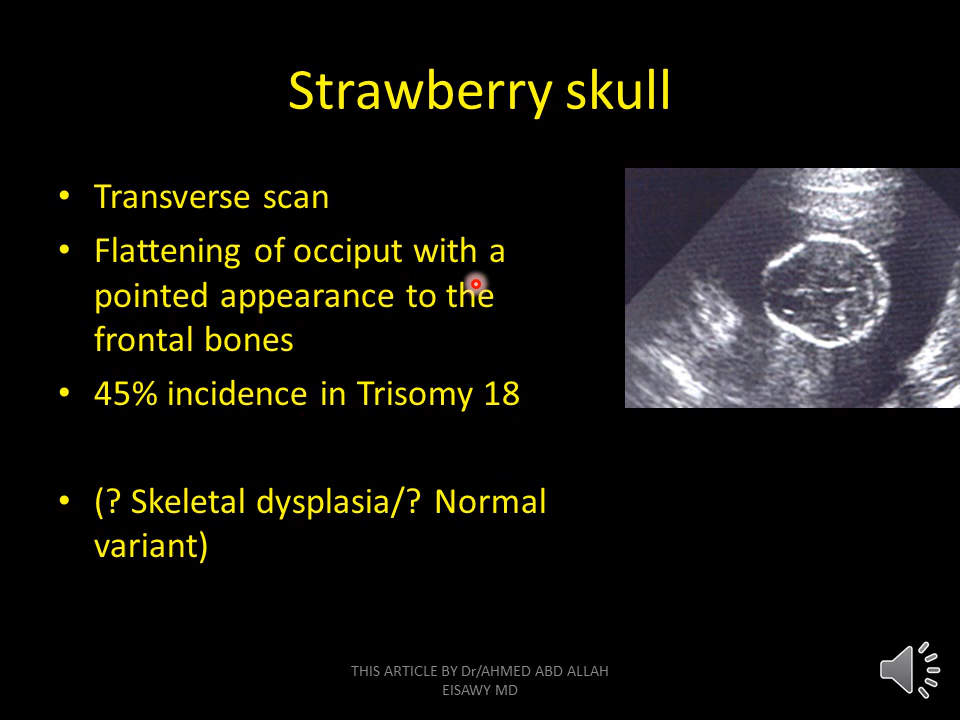 Strawberry skull
• Transverse scan
• Flattening of occiput with a
pointed appearance to the
frontal bones
• 45% incidence in Trisomy 18
• (? Skeletal dysplasia/? Normal
variant)
THIS ARTICLE BY Dr/AHMED ABD ALLAH
EISAWY MD